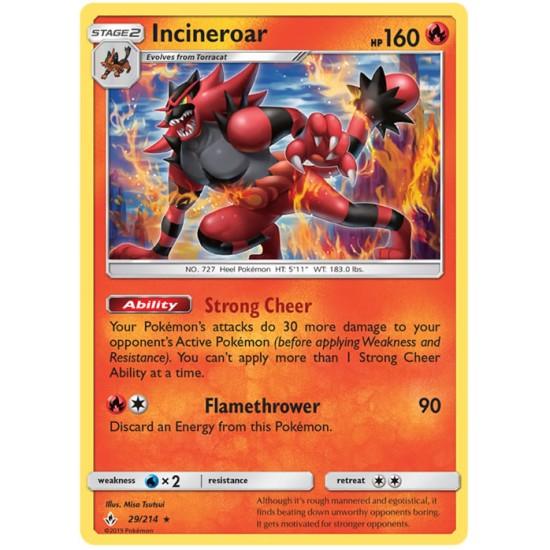 STAGE 2 Incineroar HP 160
Evolves from Torracat
NO. 727 Heel Pokémon HT: 5'11" WT: 183.0 lbs.
Ability Strong Cheer
Your Pokémon's attacks do 30 more damage to your
opponent's Active Pokémon (before applying Weakness and
Resistance). You can't apply more than 1 Strong Cheer
Ability at a time.
Flamethrower 90
Discard an Energy from this Pokémon.
weakness ×2 resistance retreat
Illus. Misa Tsutsui
29/214 ★
©2019 Pokémon
Although it's rough mannered and egotistical, it
finds beating down unworthy opponents boring.
It gets motivated for stronger opponents.